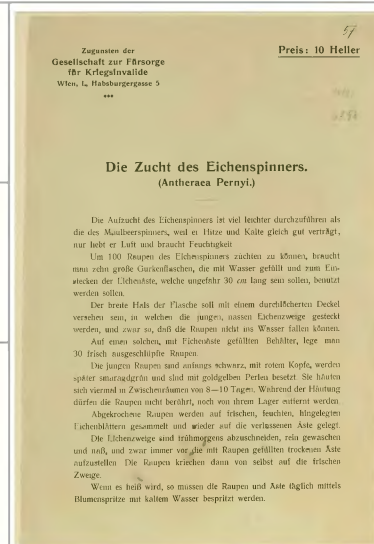 57
Zugunsten der
Gesellschaft zur Fürsorge
für Kriegsinvalide
Wien, I., Habsburgergasse 5
***
Preis: 10 Heller
Die Zucht des Eichenspinners.
(Antheraea Pernyi.)
Die Aufzucht des Eichenspinners ist viel leichter durchzuführen als
die des Maulbeerspinners, weil er Hitze und Kälte gleich gut verträgt,
nur liebt er Luft und braucht Feuchtigkeit
Um 100 Raupen des Eichenspinners züchten zu können, braucht
man zehn große Gurkenflaschen, die mit Wasser gefüllt und zum Ein-
stecken der Eichenäste, welche ungefähr 30 cm lang sein sollen, benutzt
werden sollen.
Der breite Hals der Flasche soll mit einem durchlöcherten Deckel
versehen sein, in welchen die jungen, nassen Eichenzweige gesteckt
werden, und zwar so, daß die Raupen nicht ins Wasser fallen können.
Auf einen solchen, mit Eichenäste gefüllten Behälter, lege man
30 frisch ausgeschlüpfte Raupen.
Die jungen Raupen sind anfangs schwarz, mit rotem Kopfe, werden
später smaragdgrün und sind mit goldgelben Perlen besetzt. Sie häuten
sich viermal in Zwischenräumen von 8—10 Tagen. Während der Häutung
dürfen die Raupen nicht berührt, noch von ihrem Lager entfernt werden.
Abgekrochene Raupen werden auf frischen, feuchten, hingelegten
Eichenblättern gesammelt und wieder auf die verlassenen Äste gelegt.
Die Eichenzweige sind frühmorgens abzuschneiden, rein gewaschen
und naß, und zwar immer vor die mit Raupen gefüllten trockenen Äste
aufzustellen Die Raupen kriechen dann von selbst auf die frischen
Zweige.
Wenn es heiß wird, so müssen die Raupen und Äste täglich mittels
Blumenspritze mit kaltem Wasser bespritzt werden.